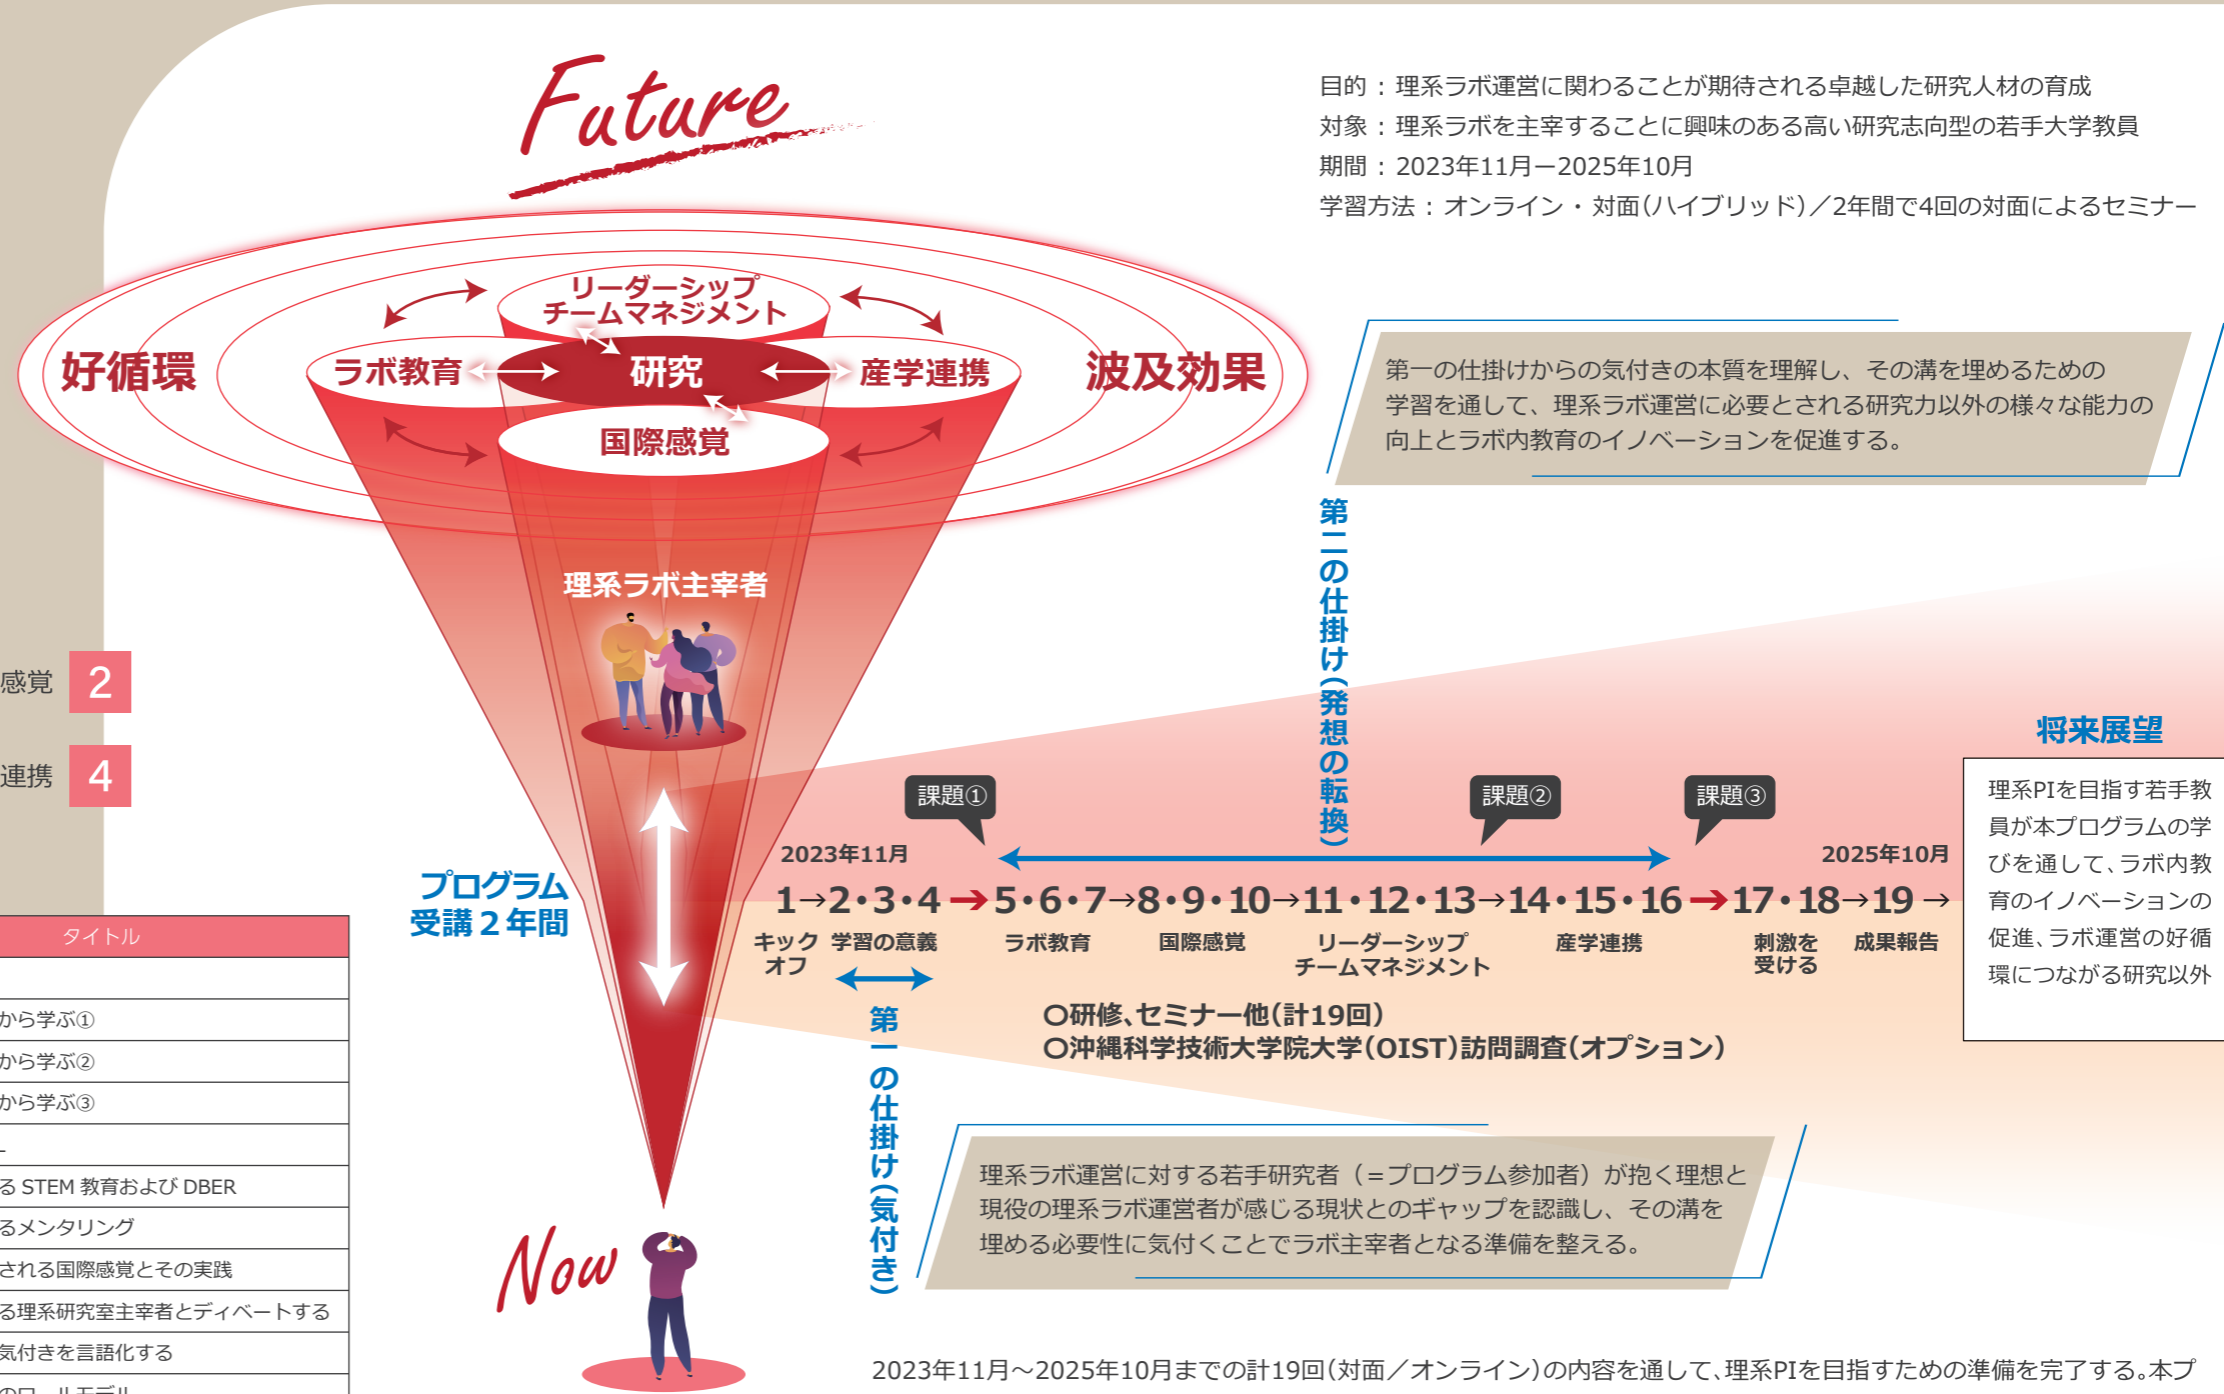 Future
目的：理系ラボ運営に関わることが期待される卓越した研究人材の育成
対象：理系ラボを主宰することに興味のある高い研究志向型の若手大学教員
期間：2023年11月ー2025年10月
学習方法：オンライン・対面（ハイブリッド）／2年間で4回の対面によるセミナー
リーダーシップ
チームマネジメント
好循環
ラボ教育
研究
産学連携
波及効果
国際感覚
第一の仕掛けからの気付きの本質を理解し、その溝を埋めるための
学習を通して、理系ラボ運営に必要とされる研究力以外の様々な能力の
向上とラボ内教育のイノベーションを促進する。
第二の仕掛け（発想の転換）
理系ラボ主宰者
感覚 2
連携 4
将来展望
理系PIを目指す若手教
員が本プログラムの学
びを通して、ラボ内教
育のイノベーションの
促進、ラボ運営の好循
環につながる研究以外
課題①
課題②
課題③
2023年11月
2025年10月
プログラム
受講2年間
1→2・3・4→5・6・7→8・9・10→11・12・13→14・15・16→17・18→19→
キック
オフ
学習の意義
ラボ教育
国際感覚
リーダーシップ
チームマネジメント
産学連携
刺激を
受ける
成果報告
〇研修、セミナー他（計19回）
〇沖縄科学技術大学院大学（OIST）訪問調査（オプション）
第一の仕掛け（気付き）
理系ラボ運営に対する若手研究者（＝プログラム参加者）が抱く理想と
現役の理系ラボ運営者が感じる現状とのギャップを認識し、その溝を
埋める必要性に気付くことでラボ主宰者となる準備を整える。
Now
タイトル
から学ぶ①
から学ぶ②
から学ぶ③
る STEM 教育および DBER
るメンタリング
される国際感覚とその実践
る理系研究室主宰者とディベートする
気付きを言語化する
のロールモデル
2023年11月～2025年10月までの計19回（対面／オンライン）の内容を通して、理系PIを目指すための準備を完了する。本プ